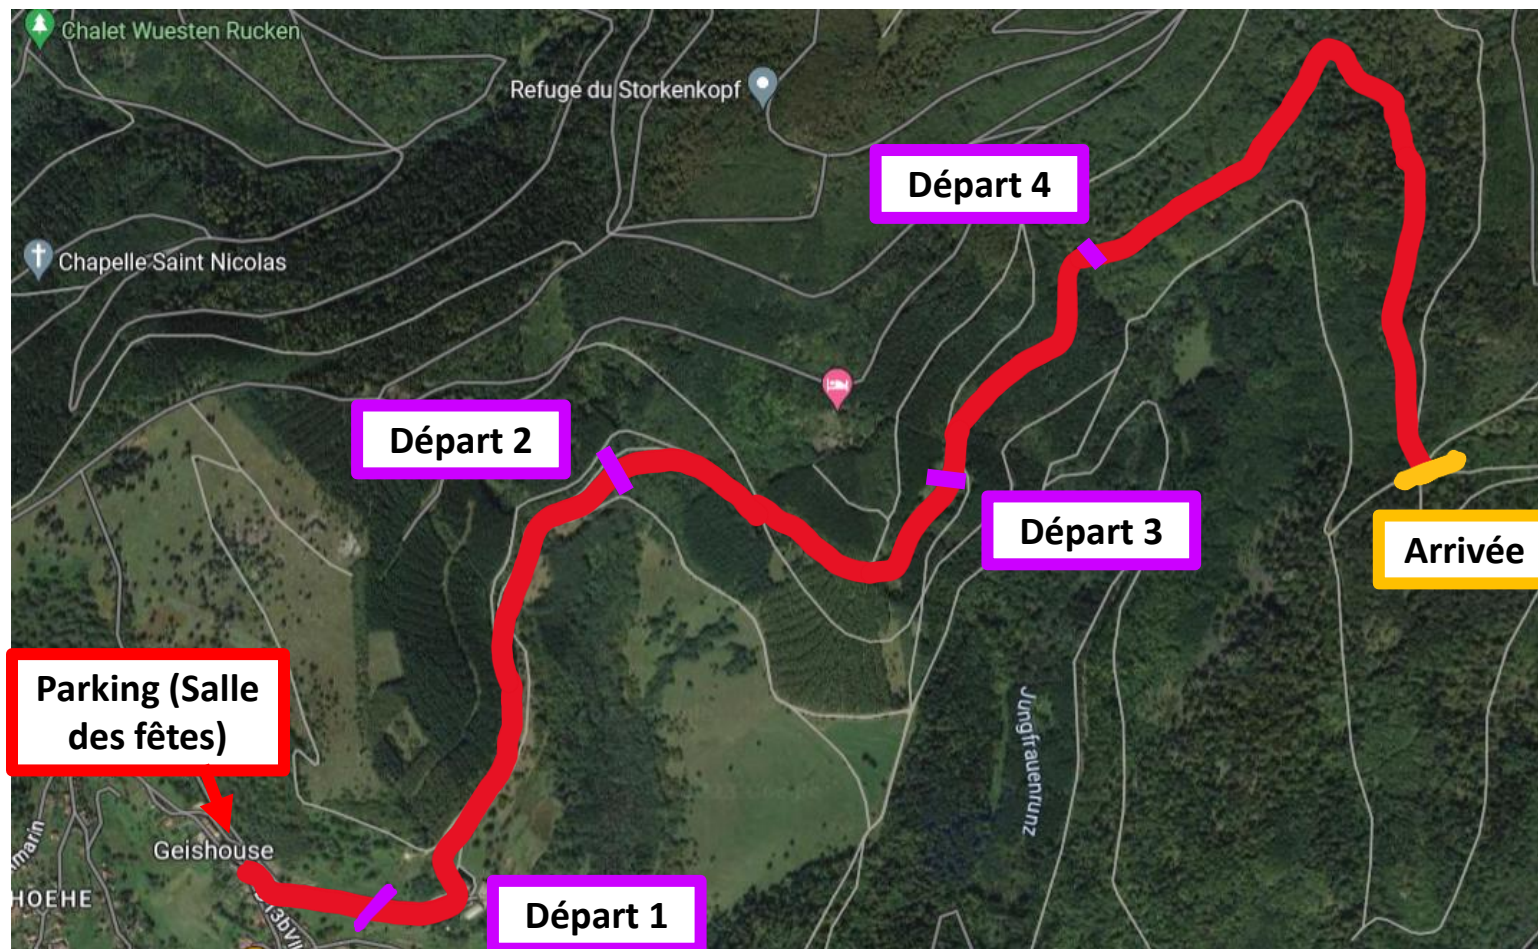 Chalet Wuesten Rucken
Refuge du Storkenkopf
Départ 4
Chapelle Saint Nicolas
Départ 2
Départ 3
Arrivée
Parking (Salle
des fêtes)
Jungfrauenrunz
Geishouse
HOEHE
Départ 1